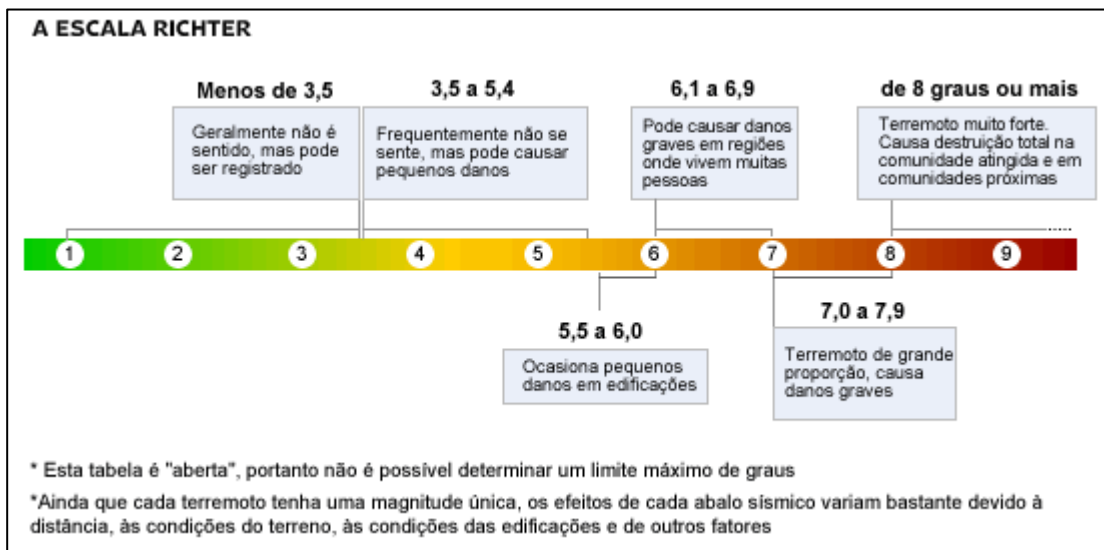 A ESCALA RICHTER
Menos de 3,5
Geralmente não é
sentido, mas pode
ser registrado
3,5 a 5,4
Frequentemente não se
sente, mas pode causar
pequenos danos
6,1 a 6,9
Pode causar danos
graves em regiões
onde vivem muitas
pessoas
de 8 graus ou mais
Terremoto muito forte.
Causa destruição total na
comunidade atingida e em
comunidades próximas
1 2 3 4 5 6 7 8 9
5,5 a 6,0
Ocasiona pequenos
danos em edificações
7,0 a 7,9
Terremoto de grande
proporção, causa
danos graves
* Esta tabela é "aberta", portanto não é possível determinar um limite máximo de graus
*Ainda que cada terremoto tenha uma magnitude única, os efeitos de cada abalo sísmico variam bastante devido à
distância, às condições do terreno, às condições das edificações e de outros fatores